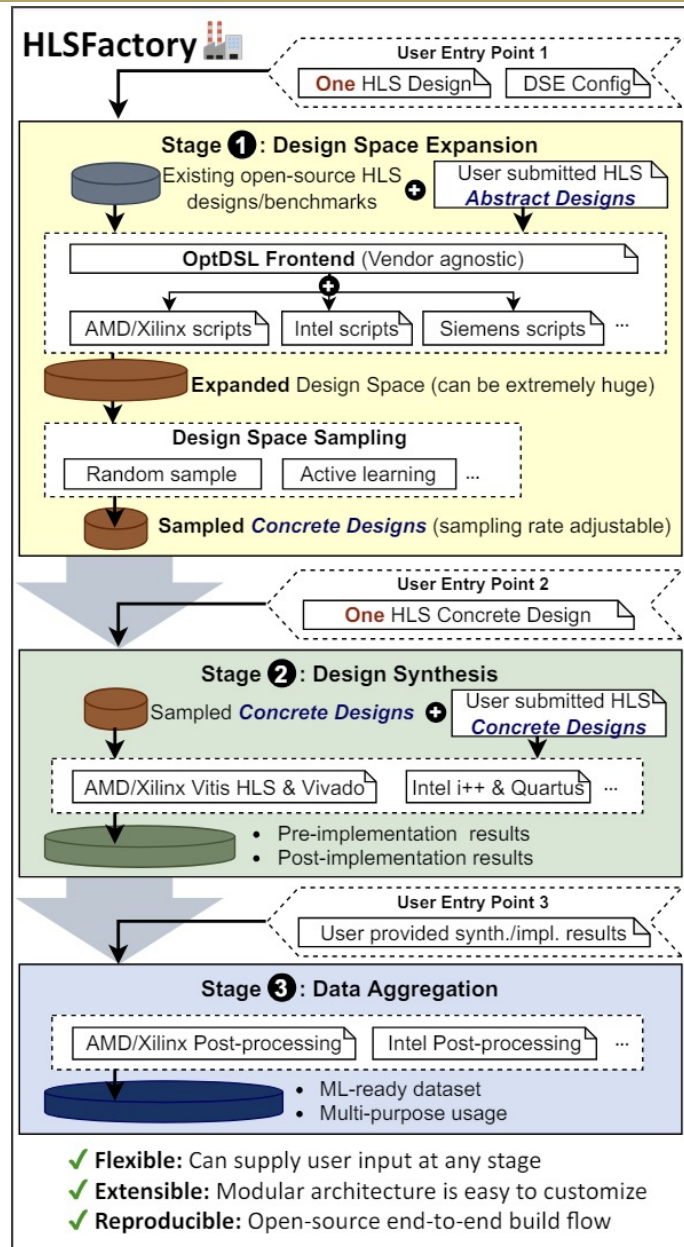 HLSFactory
User Entry Point 1
One HLS Design
DSE Config
Stage 1: Design Space Expansion
Existing open-source HLS
designs/benchmarks
+
User submitted HLS
Abstract Designs
OptDSL Frontend (Vendor agnostic)
+
AMD/Xilinx scripts
Intel scripts
Siemens scripts
...
Expanded Design Space (can be extremely huge)
Design Space Sampling
Random sample
Active learning
...
Sampled Concrete Designs (sampling rate adjustable)
User Entry Point 2
One HLS Concrete Design
Stage 2: Design Synthesis
Sampled Concrete Designs
+
User submitted HLS
Concrete Designs
AMD/Xilinx Vitis HLS & Vivado
Intel i++ & Quartus
...
• Pre-implementation results
• Post-implementation results
User Entry Point 3
User provided synth./impl. results
Stage 3: Data Aggregation
AMD/Xilinx Post-processing
Intel Post-processing
...
• ML-ready dataset
• Multi-purpose usage
✓ Flexible: Can supply user input at any stage
✓ Extensible: Modular architecture is easy to customize
✓ Reproducible: Open-source end-to-end build flow